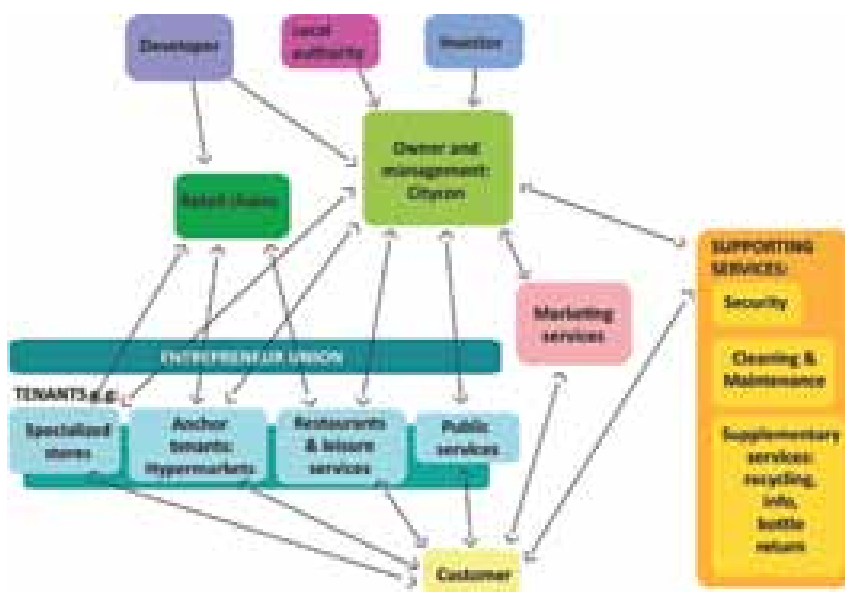 Developer
Local
authority
Investor
Owner and
management:
Citycon
Retail chains
SUPPORTING
SERVICES:
Security
Marketing
services
Cleaning &
Maintenance
ENTREPRENEUR UNION
TENANTS e.g.
Specialized
stores
Anchor
tenants:
Hypermarkets
Restaurants
& leisure
services
Public
services
Supplementary
services:
recycling,
info,
bottle
return
Customer